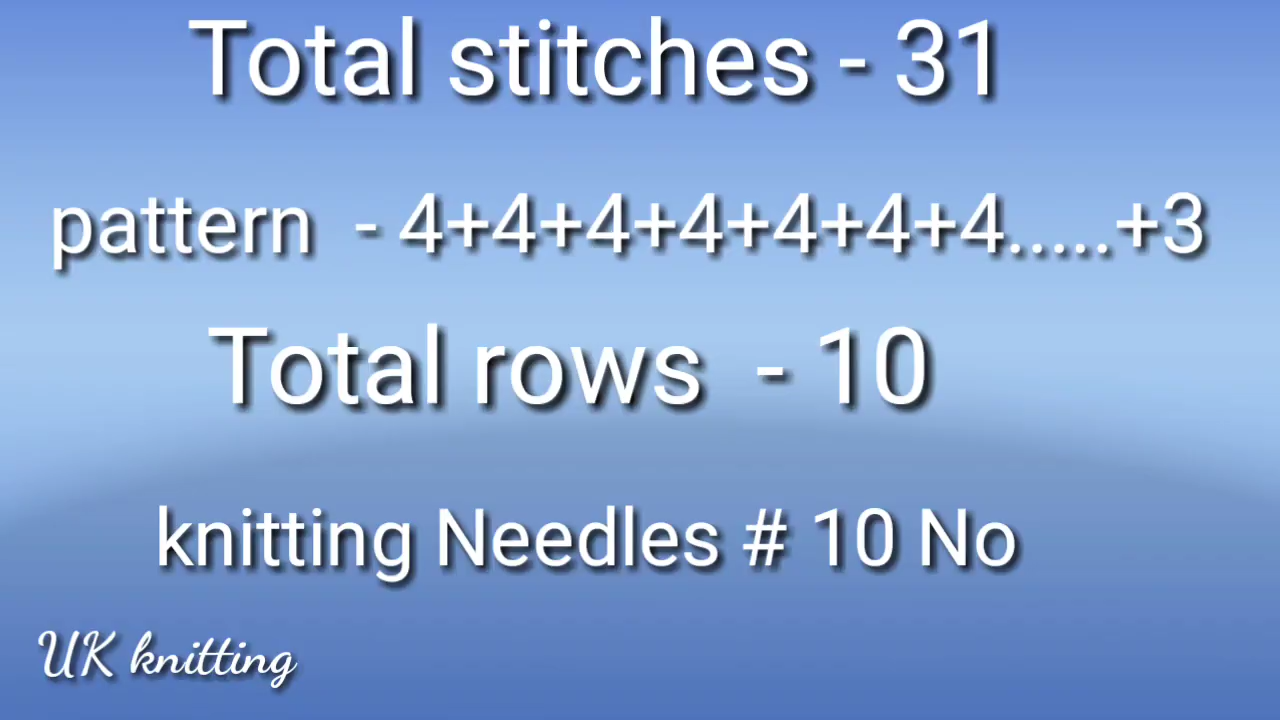 Total stitches - 31
pattern - 4+4+4+4+4+4+4.....+3
Total rows - 10
knitting Needles # 10 No
UK knitting